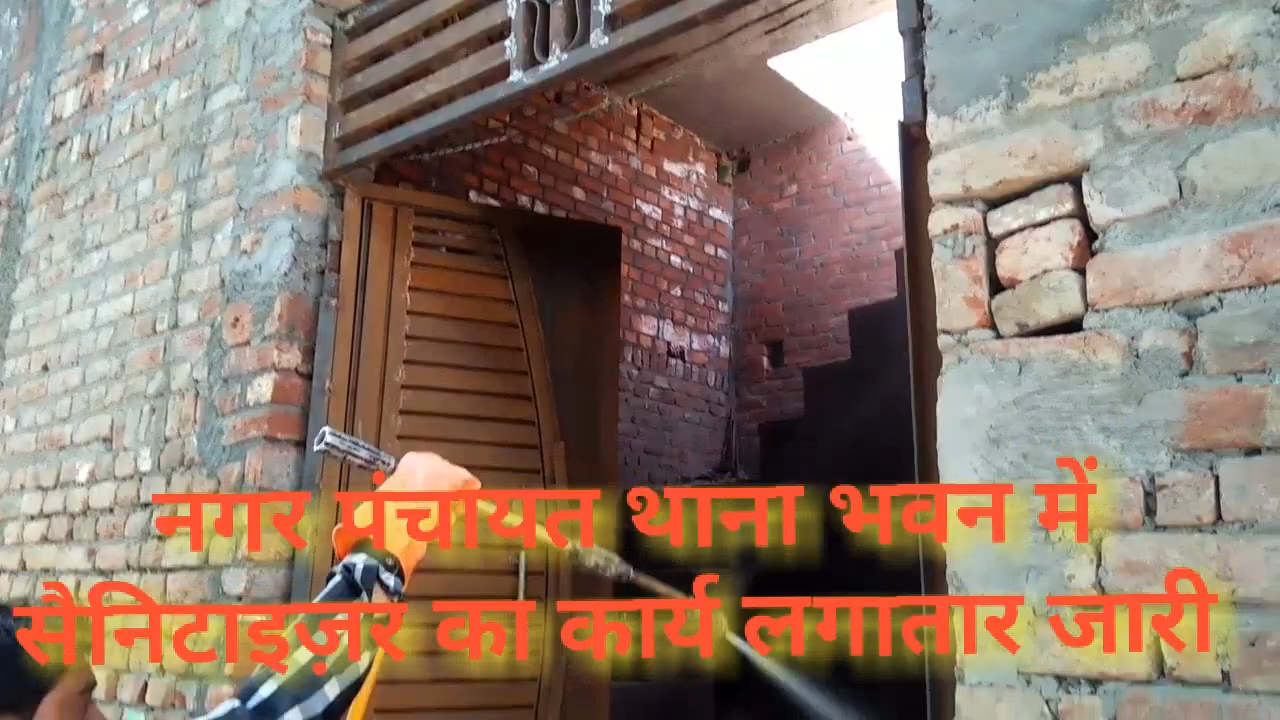 नगर पंचायत थाना भवन में
सैनिटाइज़र का कार्य लगातार जारी